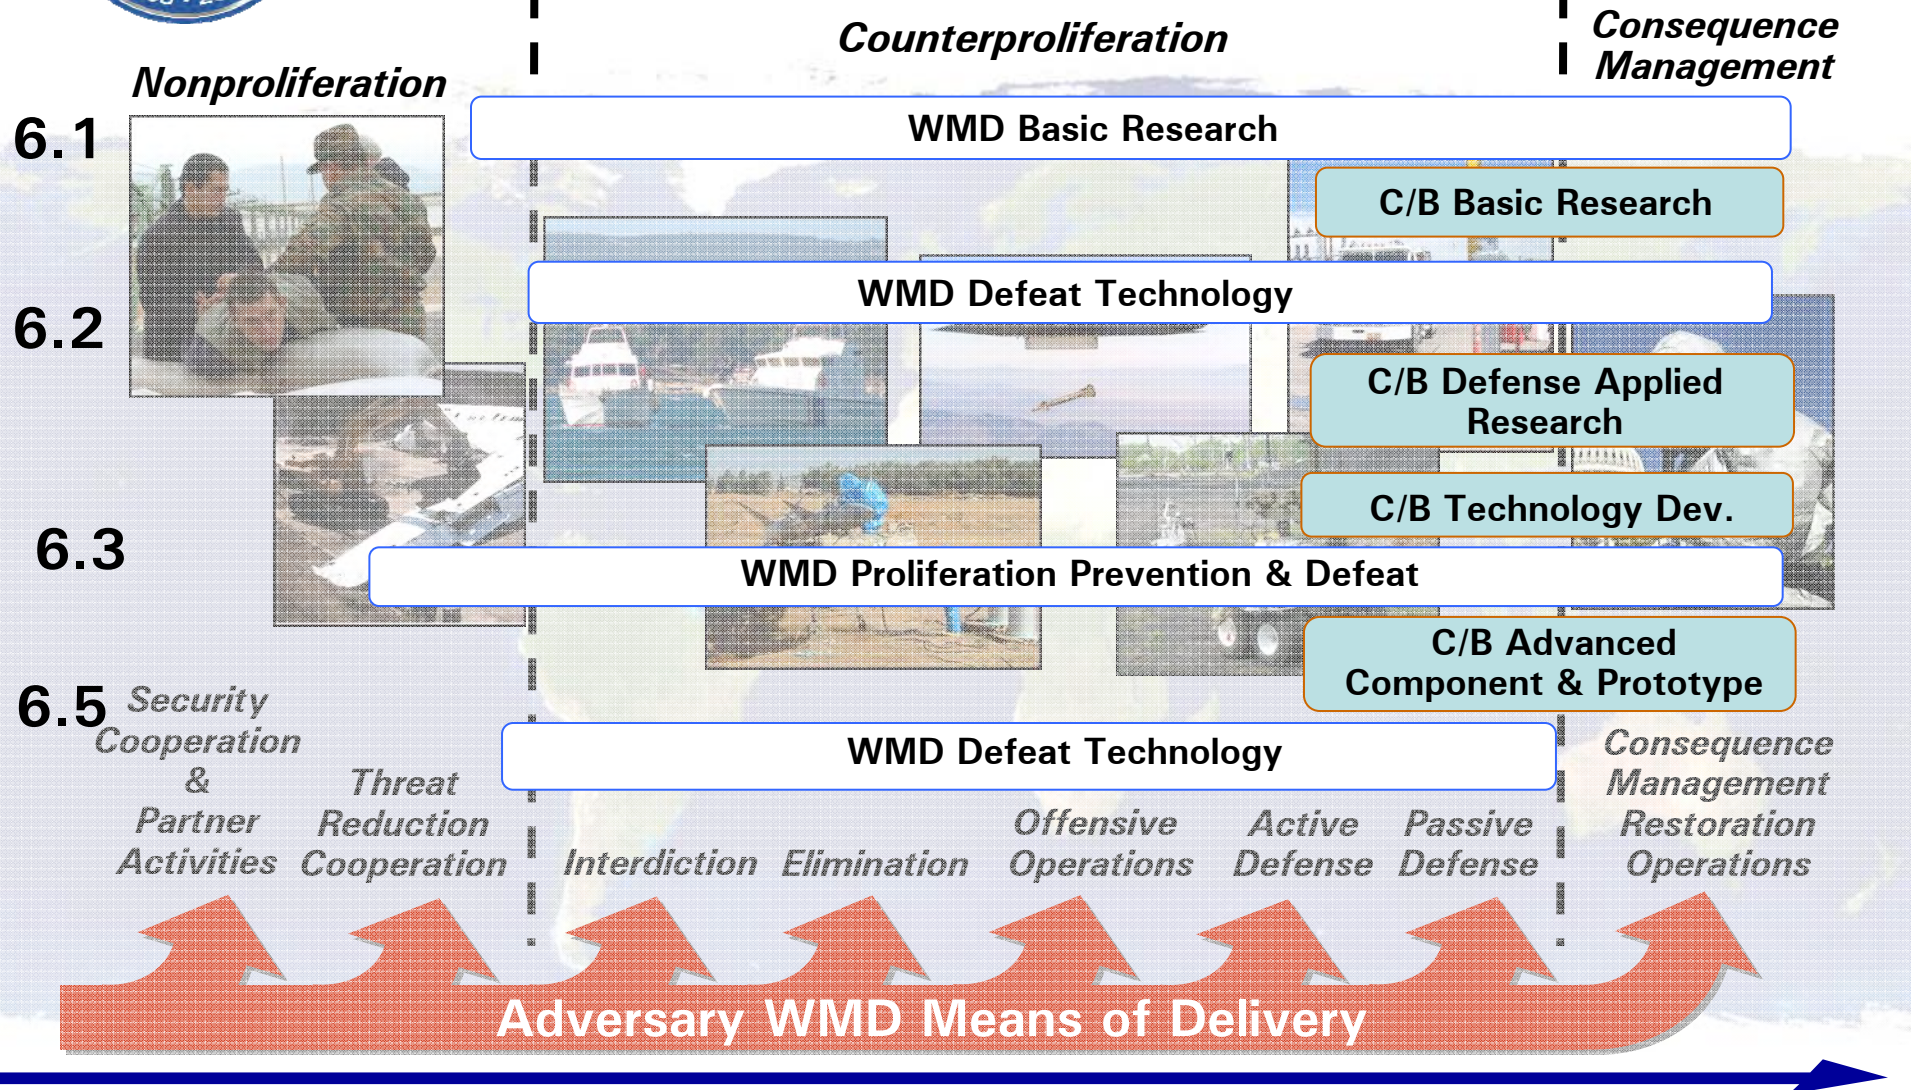 Counterproliferation
Consequence
Management
Nonproliferation
6.1
WMD Basic Research
C/B Basic Research
6.2
WMD Defeat Technology
C/B Defense Applied
Research
C/B Technology Dev.
6.3
WMD Proliferation Prevention & Defeat
C/B Advanced
Component & Prototype
6.5
WMD Defeat Technology
Security
Cooperation
&
Partner
Activities
Threat
Reduction
Cooperation
Interdiction
Elimination
Offensive
Operations
Active
Defense
Passive
Defense
Consequence
Management
Restoration
Operations
Adversary WMD Means of Delivery